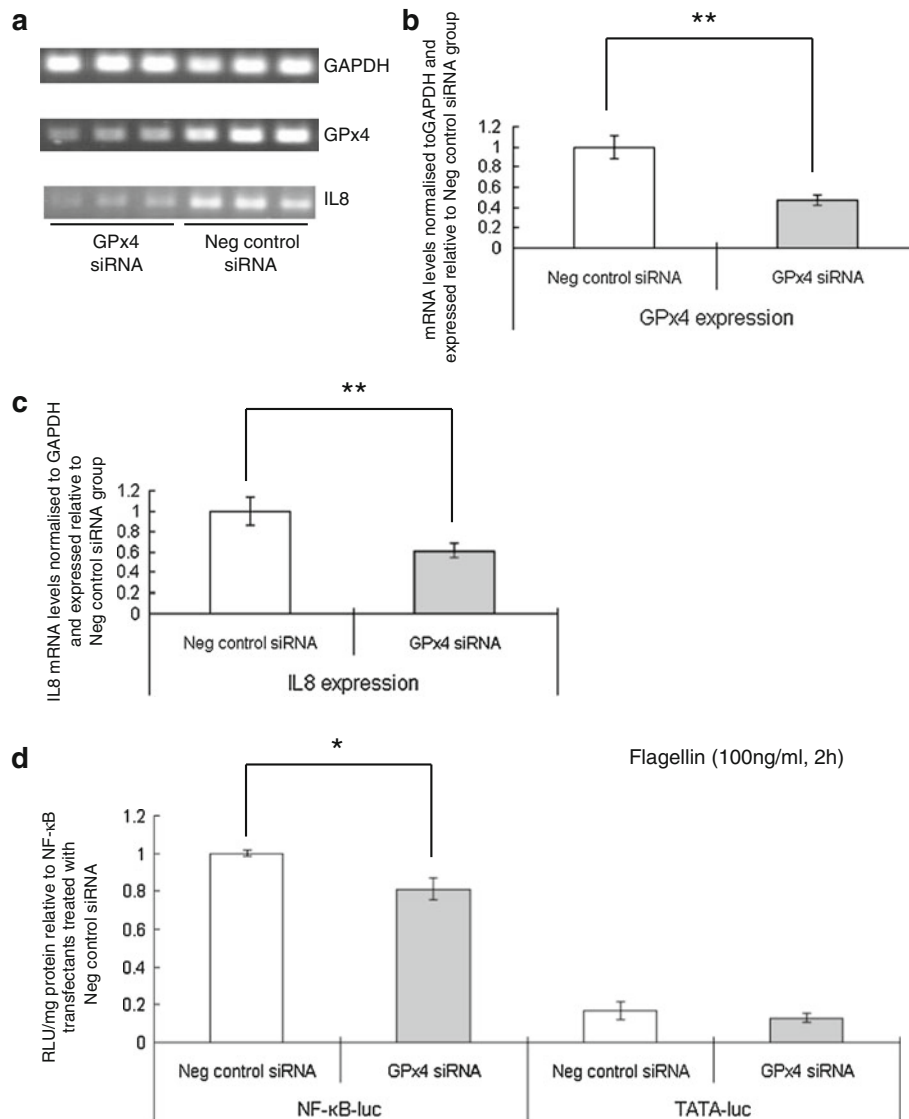 a
GAPDH
GPx4
IL8
GPx4
siRNA
Neg control
siRNA
b
**
mRNA levels normalised toGAPDH and
expressed relative to Neg control siRNA group
1.2
1
0.8
0.6
0.4
0.2
0
Neg control siRNA
GPx4 siRNA
GPx4 expression
c
**
IL8 mRNA levels normalised to GAPDH
and expressed relative to
Neg control siRNA group
1.2
1
0.8
0.6
0.4
0.2
0
Neg control siRNA
GPx4 siRNA
IL8 expression
d
*
Flagellin (100ng/ml, 2h)
RLU/mg protein relative to NF-κB
transfectants treated with
Neg control siRNA
1.2
1
0.8
0.6
0.4
0.2
0
Neg control siRNA
GPx4 siRNA
Neg control siRNA
GPx4 siRNA
NF-κB-luc
TATA-luc